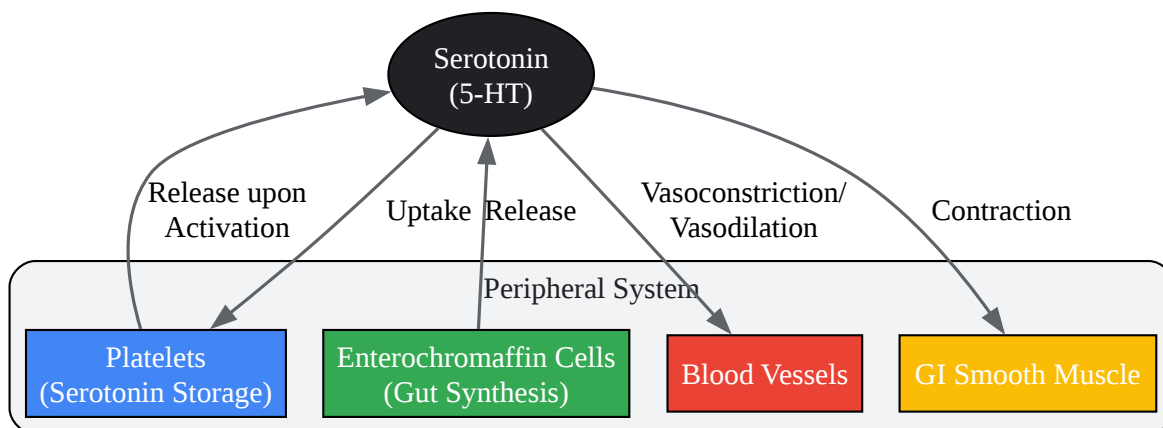 Serotonin
(5-HT)
Release upon
Activation
Uptake
Release
Vasoconstriction/
Vasodilation
Contraction
Peripheral System
Platelets
(Serotonin Storage)
Enterochromaffin Cells
(Gut Synthesis)
Blood Vessels
GI Smooth Muscle